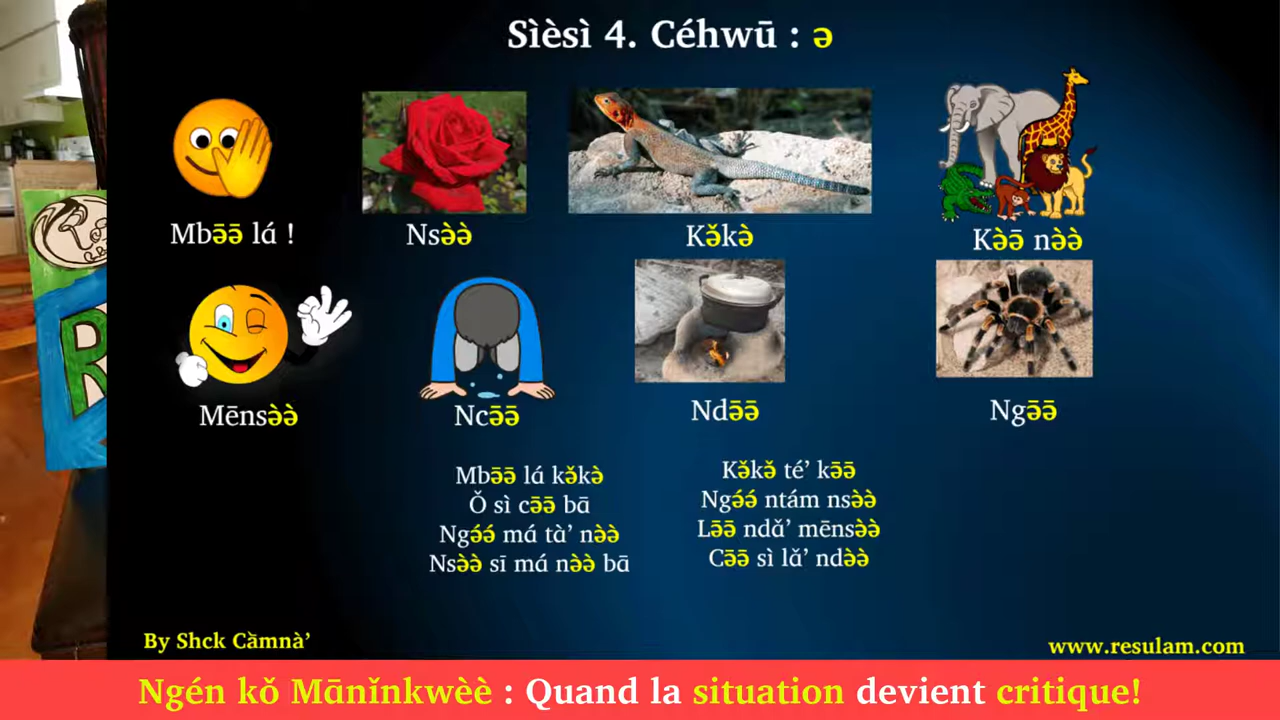 Sìèsì 4. Céhwū : ə
Mbə̄ə̄ lá !
Nsə̀ə̀
Kə̌kə̀
Kə̀ə̄ nə̀ə̀
Mēnsə̀ə̀
Ncə̄ə̄
Ndə̄ə̄
Ngə̄ə̄
Mbə̄ə̄ lá kə̌kə̀
Ǒ sì cə̄ə̄ bā
Ngə́ə́ má tà’ nə̀ə̀
Nsə̀ə̀ sī má nə̀ə̀ bā
Kə̌kə̌ té’ kə̄ə̄
Ngə́ə́ ntám nsə̀ə̀
Lə̄ə̄ ndǎ’ mēnsə̀ə̀
Cə̄ə̄ sì lǎ’ ndə̀ə̀
By Shck Cầmnà’
www.resulam.com
Ngén kǒ Mānǐnkwèè : Quand la situation devient critique!